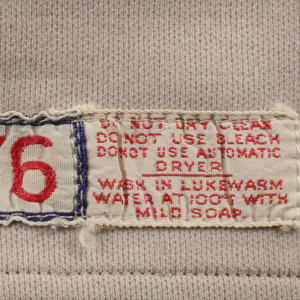 76
DO NOT DRY CLEAN
DO NOT USE BLEACH
DO NOT USE AUTOMATIC
DRYER
WASH IN LUKEWARM
WATER AT 100°F WITH
MILD SOAP